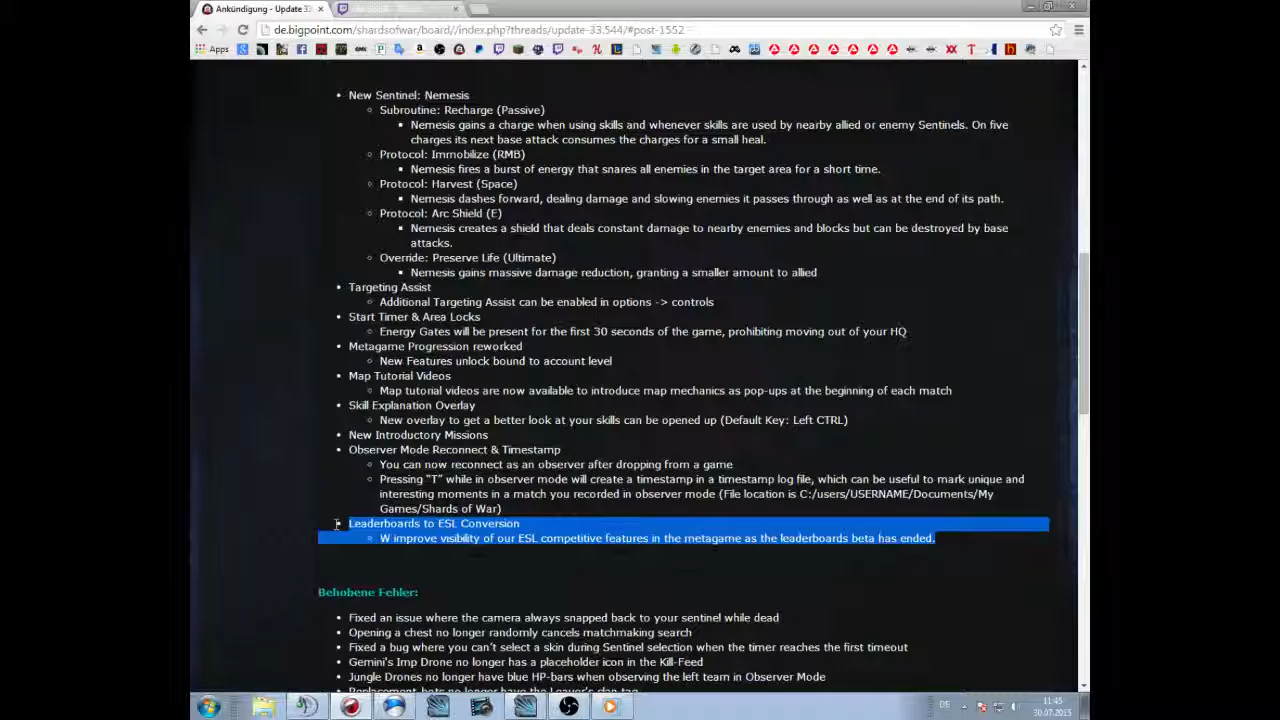 Ankündigung - Update 33
de.bigpoint.com/shardsofwar/board//index.php?threads/update-33.544/#post-1552
Apps
New Sentinel: Nemesis
Subroutine: Recharge (Passive)
Nemesis gains a charge when using skills and whenever skills are used by nearby allied or enemy Sentinels. On five
charges its next base attack consumes the charges for a small heal.
Protocol: Immobilize (RMB)
Nemesis fires a burst of energy that snares all enemies in the target area for a short time.
Protocol: Harvest (Space)
Nemesis dashes forward, dealing damage and slowing enemies it passes through as well as at the end of its path.
Protocol: Arc Shield (E)
Nemesis creates a shield that deals constant damage to nearby enemies and blocks but can be destroyed by base
attacks.
Override: Preserve Life (Ultimate)
Nemesis gains massive damage reduction, granting a smaller amount to allied
Targeting Assist
Additional Targeting Assist can be enabled in options -> controls
Start Timer & Area Locks
Energy Gates will be present for the first 30 seconds of the game, prohibiting moving out of your HQ
Metagame Progression reworked
New Features unlock bound to account level
Map Tutorial Videos
Map tutorial videos are now available to introduce map mechanics as pop-ups at the beginning of each match
Skill Explanation Overlay
New overlay to get a better look at your skills can be opened up (Default Key: Left CTRL)
New Introductory Missions
Observer Mode Reconnect & Timestamp
You can now reconnect as an observer after dropping from a game
Pressing “T” while in observer mode will create a timestamp in a timestamp log file, which can be useful to mark unique and
interesting moments in a match you recorded in observer mode (File location is C:/users/USERNAME/Documents/My
Games/Shards of War)
Leaderboards to ESL Conversion
W improve visibility of our ESL competitive features in the metagame as the leaderboards beta has ended.
Behobene Fehler:
Fixed an issue where the camera always snapped back to your sentinel while dead
Opening a chest no longer randomly cancels matchmaking search
Fixed a bug where you can’t select a skin during Sentinel selection when the timer reaches the first timeout
Gemini's Imp Drone no longer has a placeholder icon in the Kill-Feed
Jungle Drones no longer have blue HP-bars when observing the left team in Observer Mode
Replacement-bots no longer have the Leaver's clan tag
DE
11:45
30.07.2015